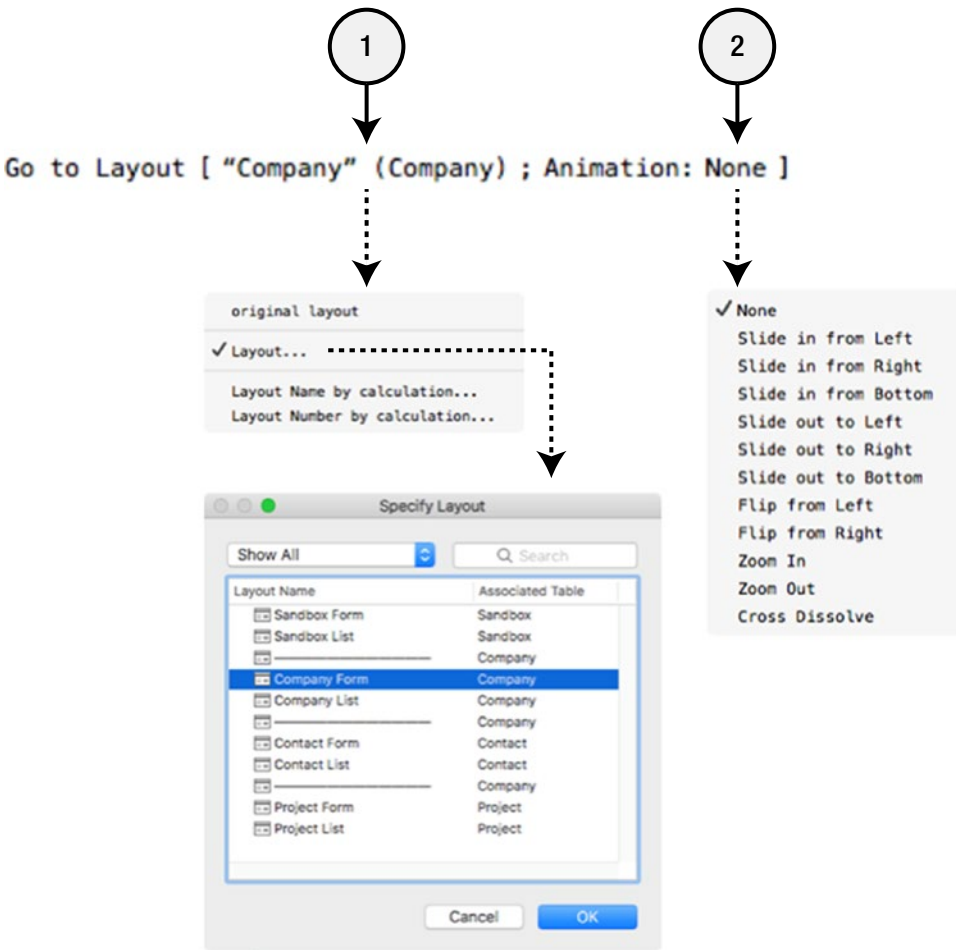 1
2
Go to Layout [ “Company” (Company) ; Animation: None ]
original layout
✓ Layout...
Layout Name by calculation...
Layout Number by calculation...
✓ None
Slide in from Left
Slide in from Right
Slide in from Bottom
Slide out to Left
Slide out to Right
Slide out to Bottom
Flip from Left
Flip from Right
Zoom In
Zoom Out
Cross Dissolve
Specify Layout
Show All
Search
Layout Name Associated Table
Sandbox Form Sandbox
Sandbox List Sandbox
Company
Company Form Company
Company List Company
Company
Contact Form Contact
Contact List Contact
Company
Project Form Project
Project List Project
Cancel OK